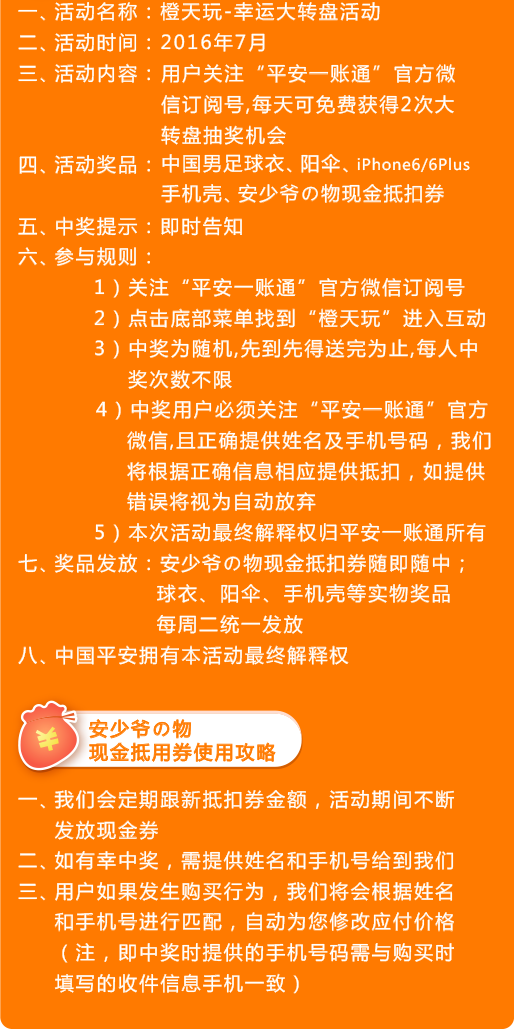 一、活动名称：橙天玩-幸运大转盘活动
二、活动时间：2016年7月
三、活动内容：用户关注“平安一账通”官方微
信订阅号,每天可免费获得2次大
转盘抽奖机会
四、活动奖品：中国男足球衣、阳伞、iPhone6/6Plus
手机壳、安少爷の物现金抵扣券
五、中奖提示：即时告知
六、参与规则：
1）关注“平安一账通”官方微信订阅号
2）点击底部菜单找到“橙天玩”进入互动
3）中奖为随机,先到先得送完为止,每人中
奖次数不限
4）中奖用户必须关注“平安一账通”官方
微信,且正确提供姓名及手机号码，我们
将根据正确信息相应提供抵扣，如提供
错误将视为自动放弃
5）本次活动最终解释权归平安一账通所有
七、奖品发放：安少爷の物现金抵扣券随即随中；
球衣、阳伞、手机壳等实物奖品
每周二统一发放
八、中国平安拥有本活动最终解释权
¥
安少爷の物
现金抵用券使用攻略
一、我们会定期跟新抵扣券金额，活动期间不断
发放现金券
二、如有幸中奖，需提供姓名和手机号给到我们
三、用户如果发生购买行为，我们将会根据姓名
和手机号进行匹配，自动为您修改应付价格
（注，即中奖时提供的手机号码需与购买时
填写的收件信息手机一致）